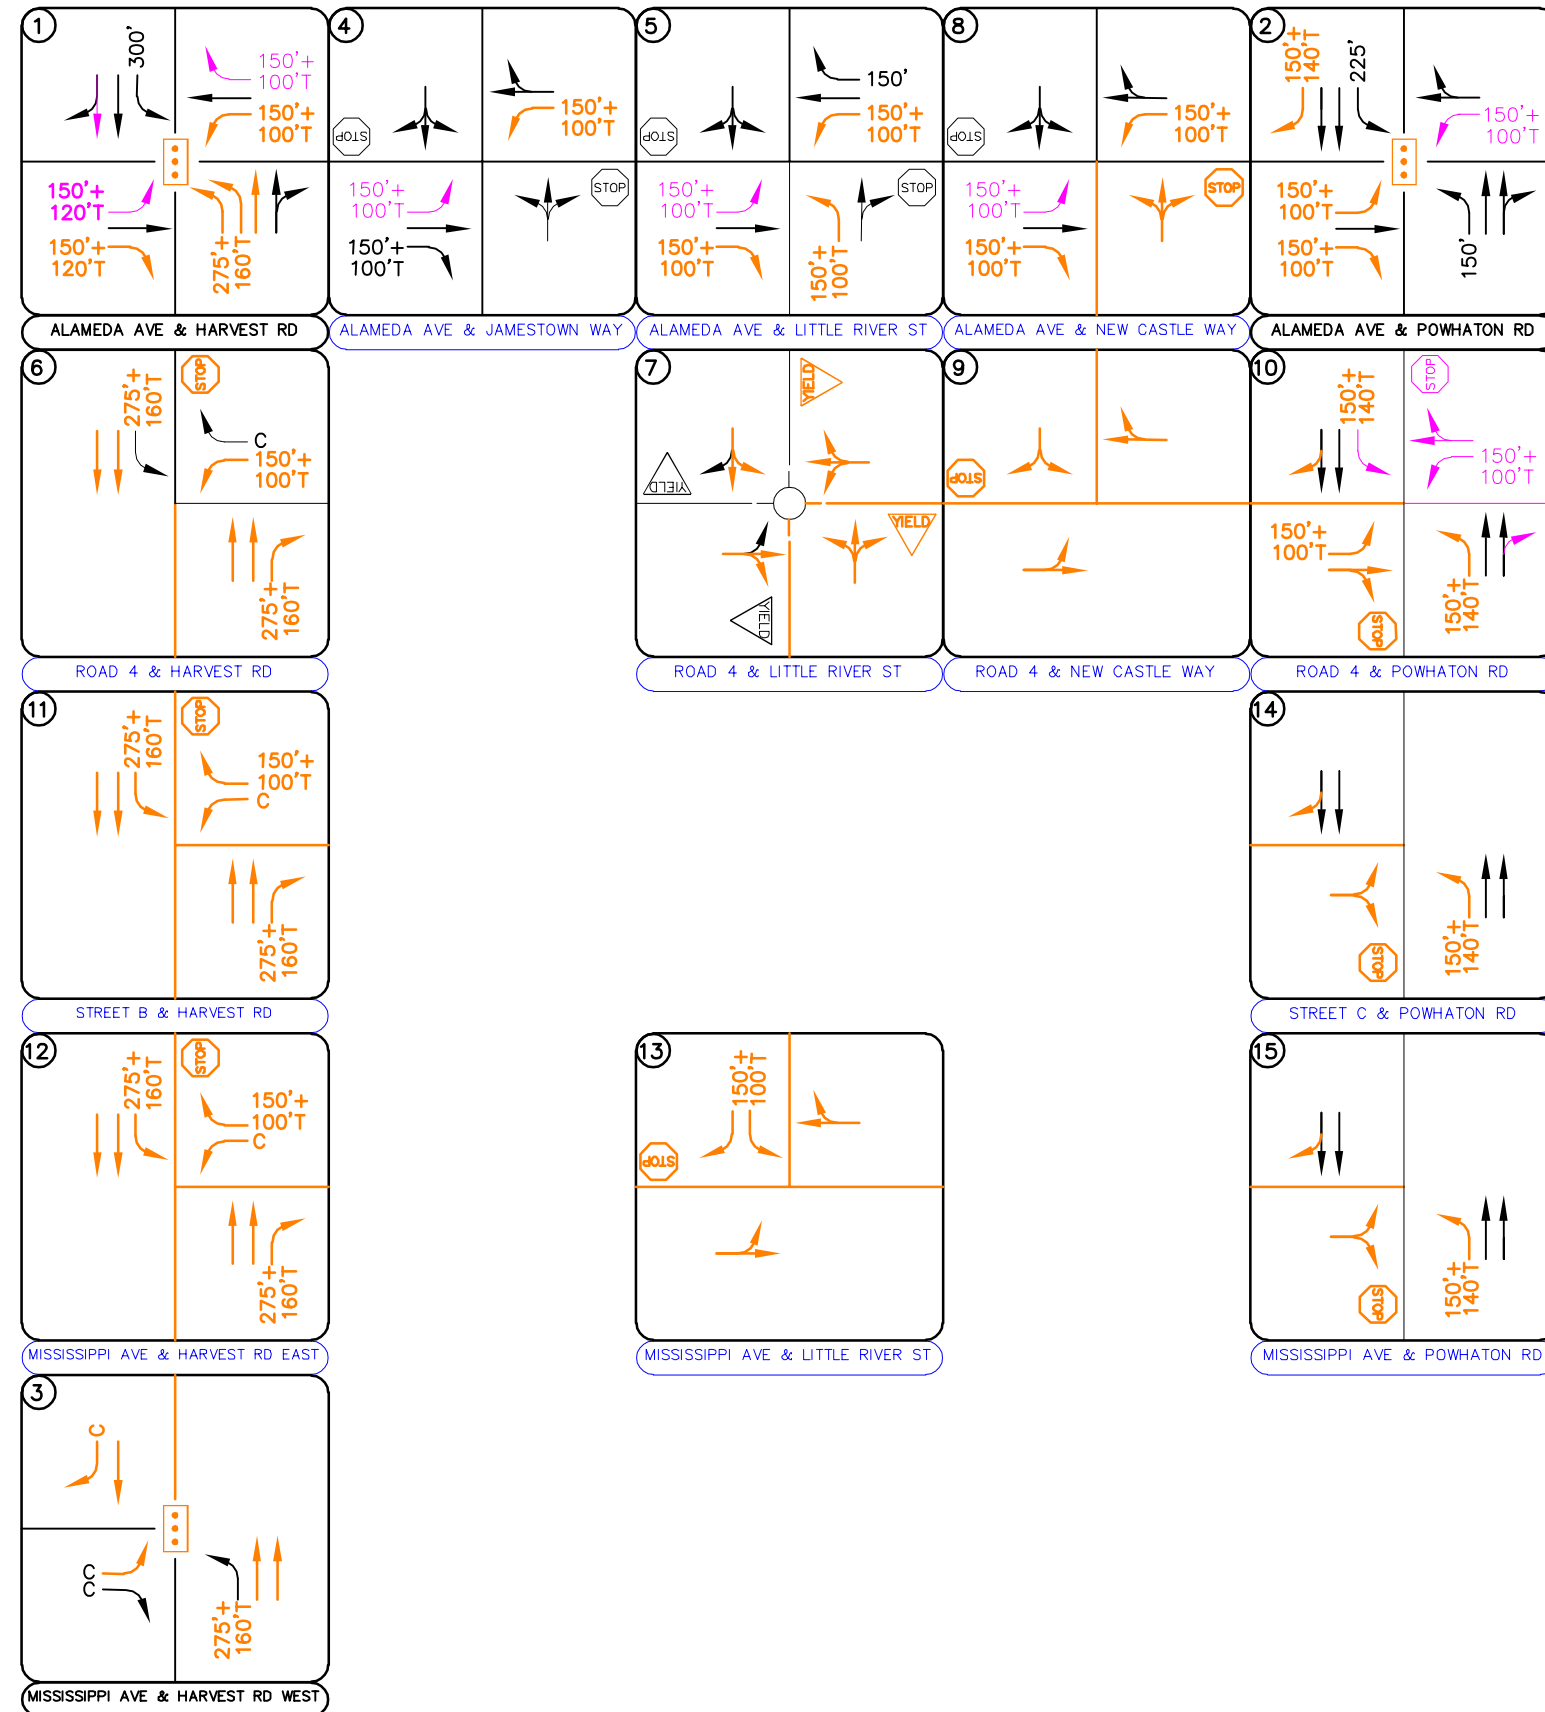 1
300'
150'+
100'T
150'+
100'T
150'+
120'T
150'+
120'T
275'+
160'T
ALAMEDA AVE & HARVEST RD
4
STOP
150'+
100'T
150'+
100'T
150'+
100'T
STOP
ALAMEDA AVE & JAMESTOWN WAY
5
STOP
150'
150'+
100'T
150'+
100'T
150'+
100'T
150'+
100'T
STOP
ALAMEDA AVE & LITTLE RIVER ST
8
STOP
150'+
100'T
150'+
100'T
150'+
100'T
STOP
ALAMEDA AVE & NEW CASTLE WAY
2
150'+
140'T
225'
150'+
100'T
150'+
100'T
150'+
100'T
150'
ALAMEDA AVE & POWHATON RD
6
275'+
160'T
STOP
C
150'+
100'T
275'+
160'T
ROAD 4 & HARVEST RD
7
YIELD
YIELD
YIELD
YIELD
ROAD 4 & LITTLE RIVER ST
9
STOP
ROAD 4 & NEW CASTLE WAY
10
150'+
140'T
STOP
150'+
100'T
150'+
100'T
STOP
150'+
140'T
ROAD 4 & POWHATON RD
11
275'+
160'T
STOP
150'+
100'T
C
275'+
160'T
STREET B & HARVEST RD
14
STOP
150'+
140'T
STREET C & POWHATON RD
12
275'+
160'T
STOP
150'+
100'T
C
275'+
160'T
MISSISSIPPI AVE & HARVEST RD EAST
13
150'+
100'T
STOP
MISSISSIPPI AVE & LITTLE RIVER ST
15
STOP
150'+
140'T
MISSISSIPPI AVE & POWHATON RD
3
C
C
C
275'+
160'T
MISSISSIPPI AVE & HARVEST RD WEST